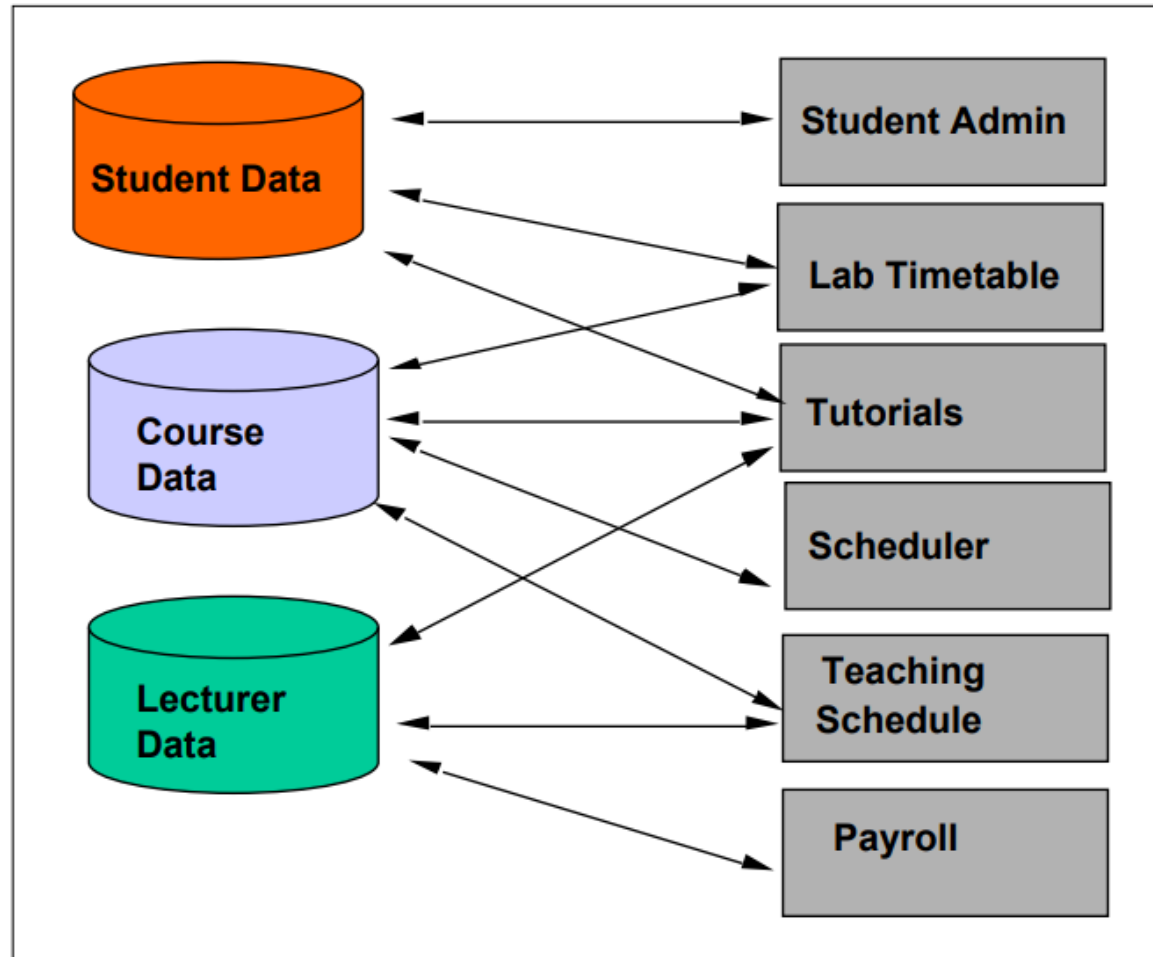 Student Data
Course
Data
Lecturer
Data
Student Admin
Lab Timetable
Tutorials
Scheduler
Teaching
Schedule
Payroll